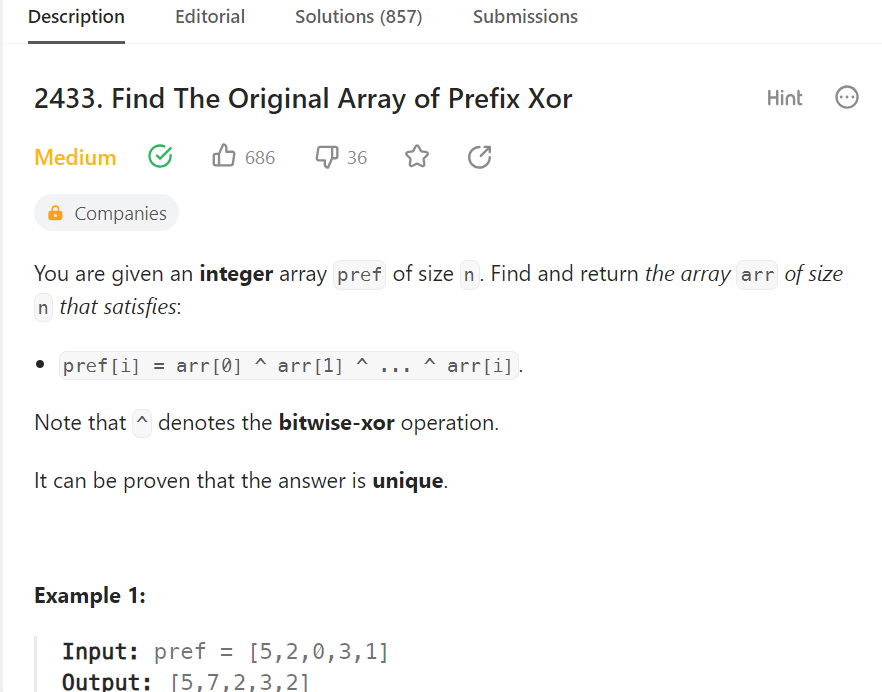 Description Editorial Solutions (857) Submissions
2433. Find The Original Array of Prefix Xor Hint
Medium 686 36
Companies
You are given an integer array pref of size n. Find and return the array arr of size
n that satisfies:
• pref[i] = arr[0] ^ arr[1] ^ ... ^ arr[i].
Note that ^ denotes the bitwise-xor operation.
It can be proven that the answer is unique.
Example 1:
Input: pref = [5,2,0,3,1]
Output: [5,7,2,3,2]